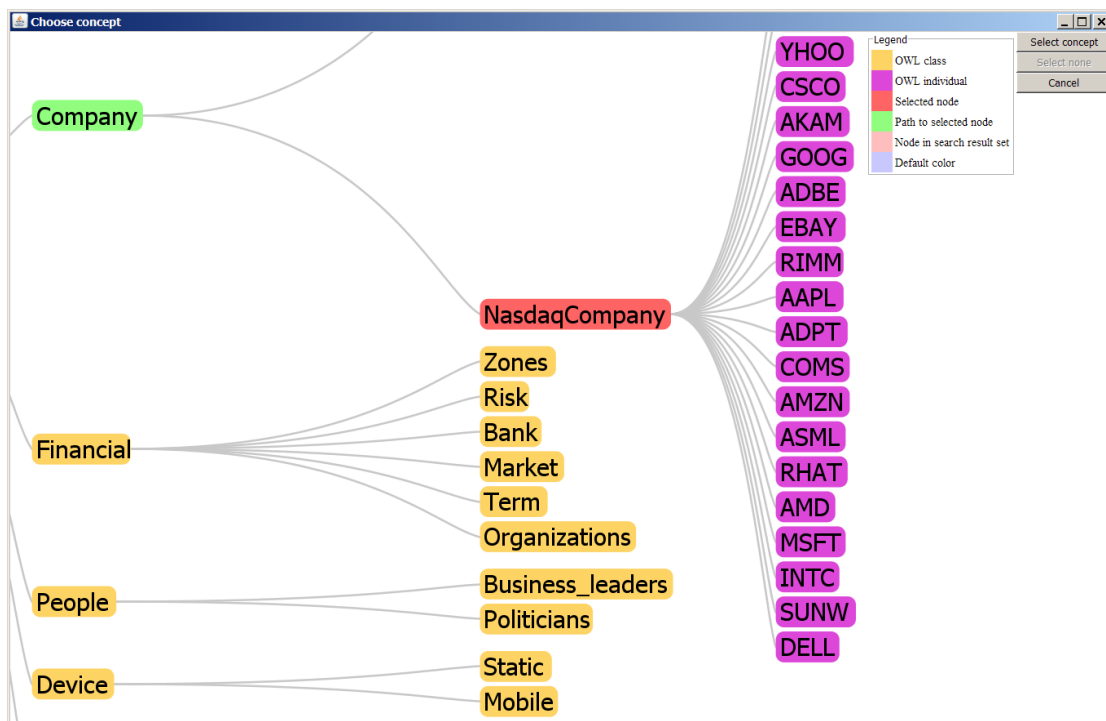 Choose concept
Company
NasdaqCompany
Financial
Zones
Risk
Bank
Market
Term
Organizations
People
Business_leaders
Politicians
Device
Static
Mobile
YHOO
CSCO
AKAM
GOOG
ADBE
EBAY
RIMM
AAPL
ADPT
COMS
AMZN
ASML
RHAT
AMD
MSFT
INTC
SUNW
DELL
Legend
OWL class
OWL individual
Selected node
Path to selected node
Node in search result set
Default color
Select concept
Select none
Cancel